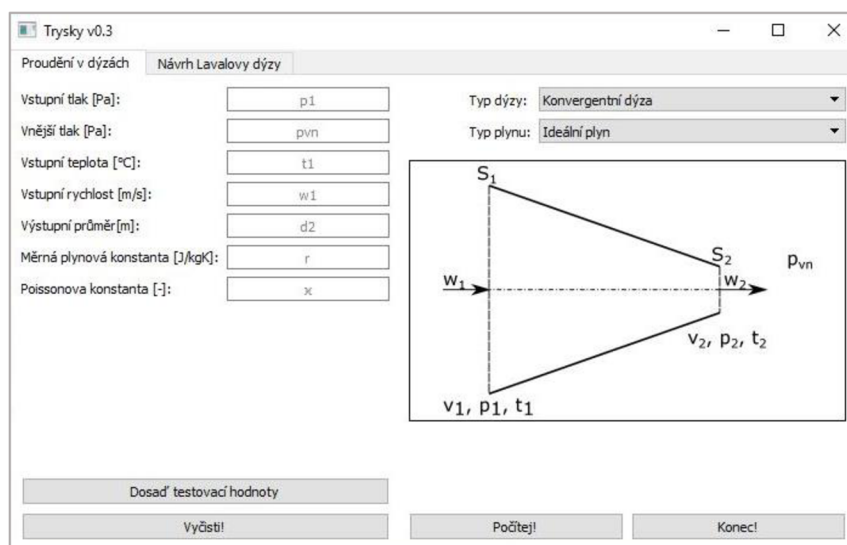 Trysky v0.3
Proudění v dýzách
Návrh Lavalovy dýzy
Vstupní tlak [Pa]:
p1
Vnější tlak [Pa]:
pvn
Vstupní teplota [°C]:
t1
Vstupní rychlost [m/s]:
w1
Výstupní průměr[m]:
d2
Měrná plynová konstanta [J/kgK]:
r
Poissonova konstanta [-]:
ϰ
Typ dýzy:
Konvergentní dýza
Typ plynu:
Ideální plyn
S₁
S₂
pᵥₙ
w₁
w₂
v₂, p₂, t₂
v₁, p₁, t₁
Dosaď testovací hodnoty
Vyčisti!
Počítej!
Konec!